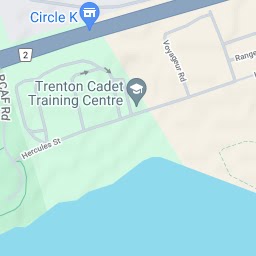 Circle K
2
Voyageur Rd
Range
Trenton Cadet
Training Centre
RCAF Rd
Hercules St